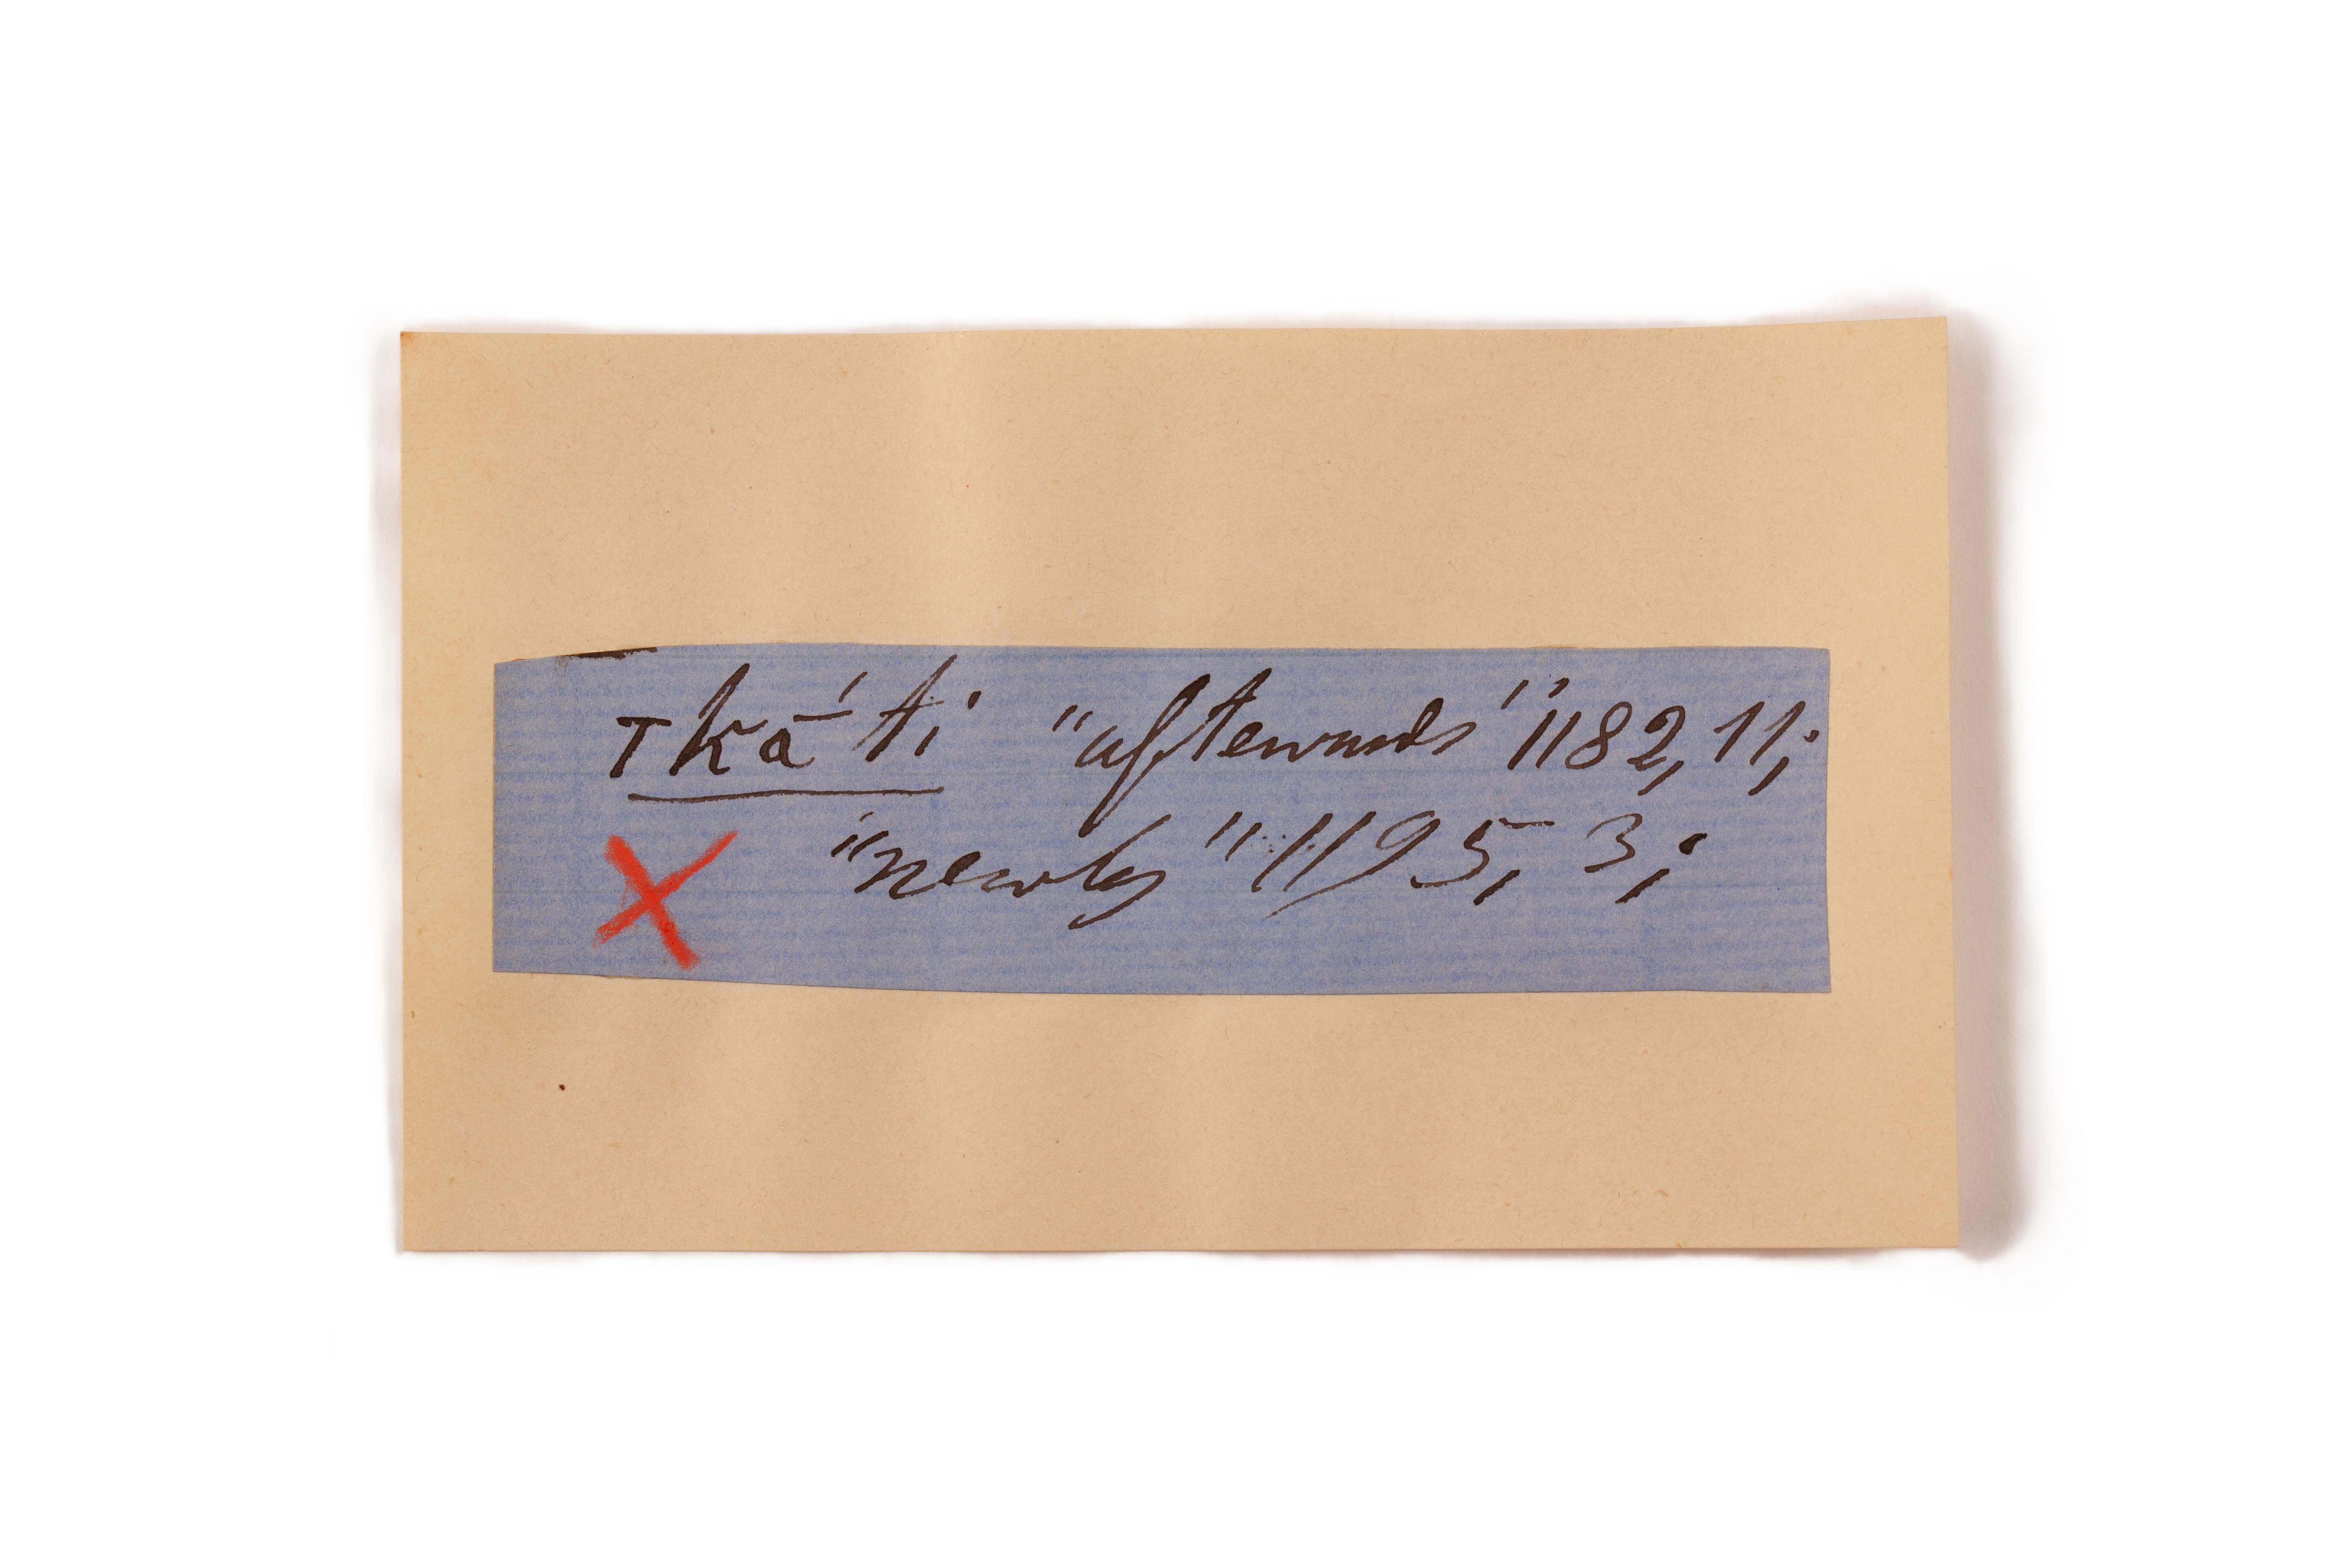 Tkā́ti "afterwards" 1182, 11;
"newly" 1195, 3;